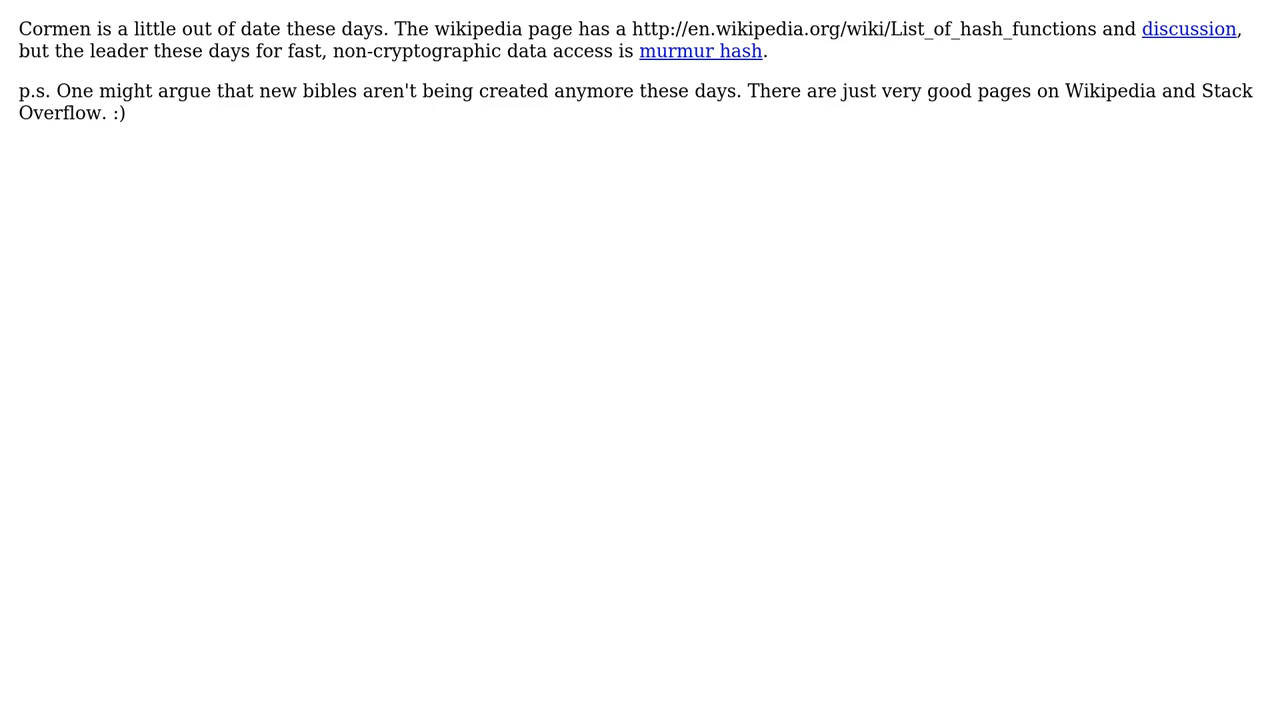 Cormen is a little out of date these days. The wikipedia page has a http://en.wikipedia.org/wiki/List_of_hash_functions and discussion,
but the leader these days for fast, non-cryptographic data access is murmur hash.
p.s. One might argue that new bibles aren't being created anymore these days. There are just very good pages on Wikipedia and Stack
Overflow. :)